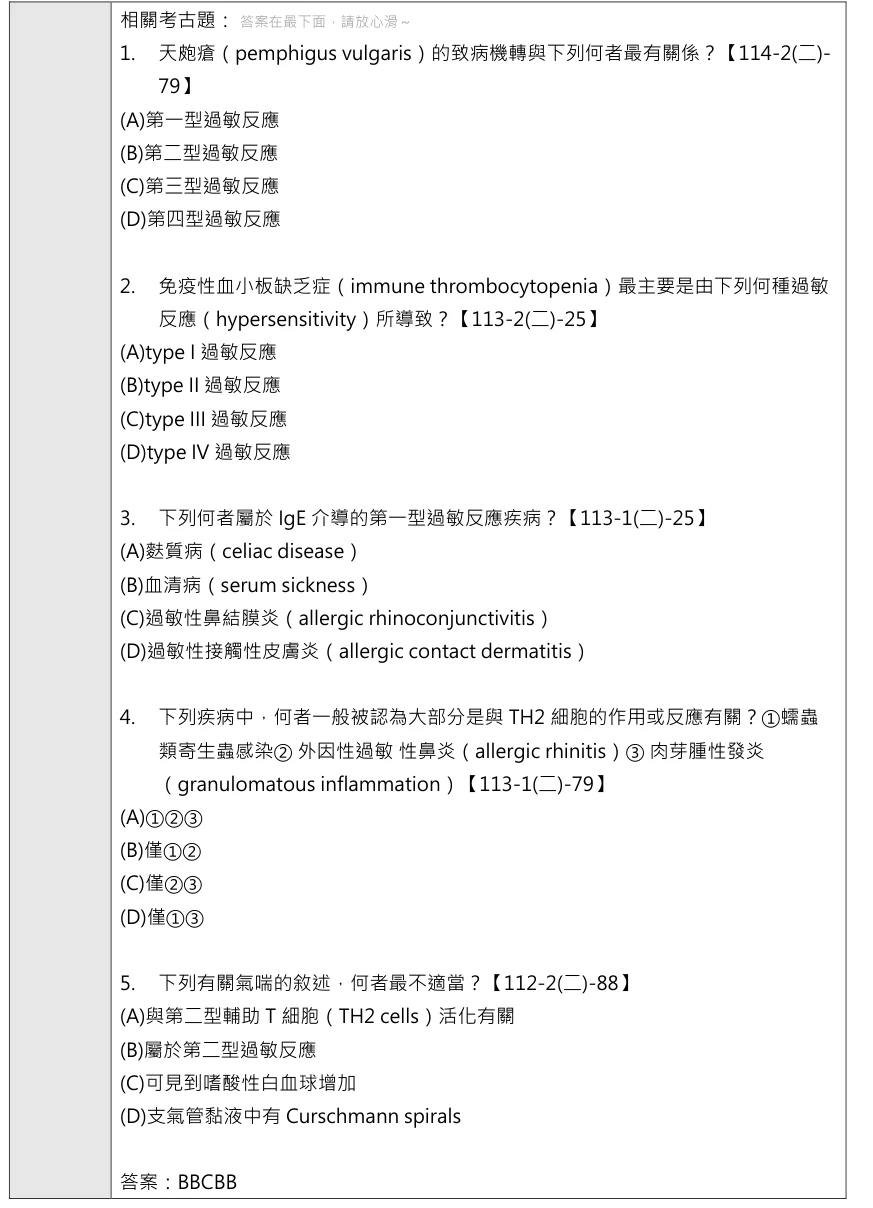 相關考古題： 答案在最下面，請放心滑～
1. 天皰瘡（pemphigus vulgaris）的致病機轉與下列何者最有關係？【114-2(二)-
79】
(A)第一型過敏反應
(B)第二型過敏反應
(C)第三型過敏反應
(D)第四型過敏反應
2. 免疫性血小板缺乏症（immune thrombocytopenia）最主要是由下列何種過敏
反應（hypersensitivity）所導致？【113-2(二)-25】
(A)type I 過敏反應
(B)type II 過敏反應
(C)type III 過敏反應
(D)type IV 過敏反應
3. 下列何者屬於 IgE 介導的第一型過敏反應疾病？【113-1(二)-25】
(A)麩質病（celiac disease）
(B)血清病（serum sickness）
(C)過敏性鼻結膜炎（allergic rhinoconjunctivitis）
(D)過敏性接觸性皮膚炎（allergic contact dermatitis）
4. 下列疾病中，何者一般被認為大部分是與 TH2 細胞的作用或反應有關？①蠕蟲
類寄生蟲感染② 外因性過敏 性鼻炎（allergic rhinitis）③ 肉芽腫性發炎
（granulomatous inflammation）【113-1(二)-79】
(A)①②③
(B)僅①②
(C)僅②③
(D)僅①③
5. 下列有關氣喘的敘述，何者最不適當？【112-2(二)-88】
(A)與第二型輔助 T 細胞（TH2 cells）活化有關
(B)屬於第二型過敏反應
(C)可見到嗜酸性白血球增加
(D)支氣管黏液中有 Curschmann spirals
答案：BBCBB